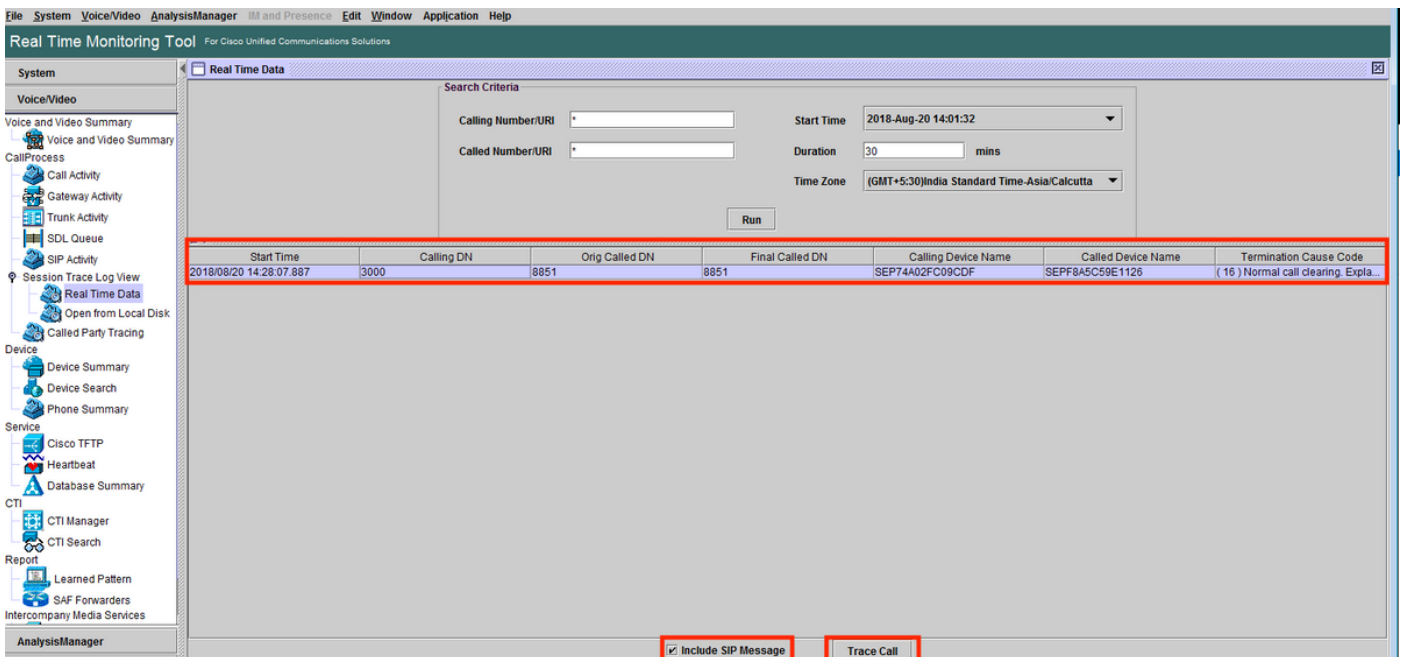 File System Voice/Video AnalysisManager IM and Presence Edit Window Application Help
Real Time Monitoring Tool For Cisco Unified Communications Solutions
System
Voice/Video
Voice and Video Summary
Voice and Video Summary
CallProcess
Call Activity
Gateway Activity
Trunk Activity
SDL Queue
SIP Activity
Session Trace Log View
Real Time Data
Open from Local Disk
Called Party Tracing
Device
Device Summary
Device Search
Phone Summary
Service
Cisco TFTP
Heartbeat
Database Summary
CTI
CTI Manager
CTI Search
Report
Learned Pattern
SAF Forwarders
Intercompany Media Services
AnalysisManager
Real Time Data
Search Criteria
Calling Number/URI *
Start Time 2018-Aug-20 14:01:32
Called Number/URI *
Duration 30 mins
Time Zone (GMT+5:30)India Standard Time-Asia/Calcutta
Run
Start Time Calling DN Orig Called DN Final Called DN Calling Device Name Called Device Name Termination Cause Code
2018/08/20 14:28:07.887 3000 8851 8851 SEP74A02FC09CDF SEPF8A5C59E1126 ( 16 ) Normal call clearing. Expla...
Include SIP Message Trace Call